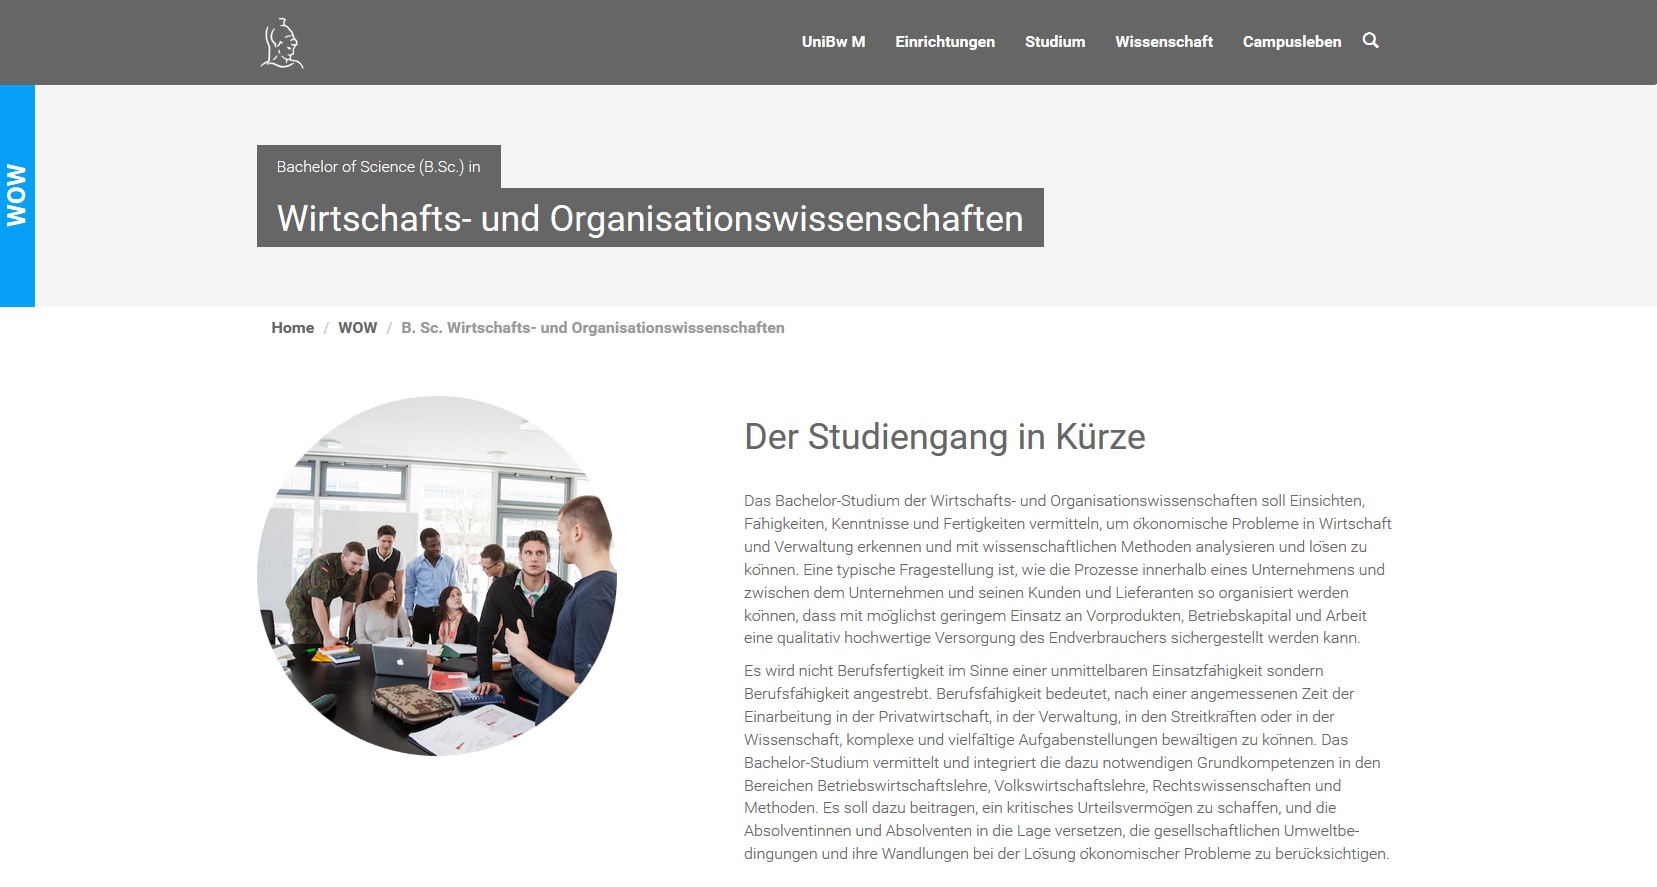 UniBw M Einrichtungen Studium Wissenschaft Campusleben
WOW
Bachelor of Science (B.Sc.) in
Wirtschafts- und Organisationswissenschaften
Home / WOW / B. Sc. Wirtschafts- und Organisationswissenschaften
Der Studiengang in Kürze
Das Bachelor-Studium der Wirtschafts- und Organisationswissenschaften soll Einsichten,
Fähigkeiten, Kenntnisse und Fertigkeiten vermitteln, um ökonomische Probleme in Wirtschaft
und Verwaltung erkennen und mit wissenschaftlichen Methoden analysieren und lösen zu
können. Eine typische Fragestellung ist, wie die Prozesse innerhalb eines Unternehmens und
zwischen dem Unternehmen und seinen Kunden und Lieferanten so organisiert werden
können, dass mit möglichst geringem Einsatz an Vorprodukten, Betriebskapital und Arbeit
eine qualitativ hochwertige Versorgung des Endverbrauchers sichergestellt werden kann.
Es wird nicht Berufsfertigkeit im Sinne einer unmittelbaren Einsatzfähigkeit sondern
Berufsfähigkeit angestrebt. Berufsfähigkeit bedeutet, nach einer angemessenen Zeit der
Einarbeitung in der Privatwirtschaft, in der Verwaltung, in den Streitkräften oder in der
Wissenschaft, komplexe und vielfältige Aufgabenstellungen bewältigen zu können. Das
Bachelor-Studium vermittelt und integriert die dazu notwendigen Grundkompetenzen in den
Bereichen Betriebswirtschaftslehre, Volkswirtschaftslehre, Rechtswissenschaften und
Methoden. Es soll dazu beitragen, ein kritisches Urteilsvermögen zu schaffen, und die
Absolventinnen und Absolventen in die Lage versetzen, die gesellschaftlichen Umweltbe-
dingungen und ihre Wandlungen bei der Lösung ökonomischer Probleme zu berücksichtigen.